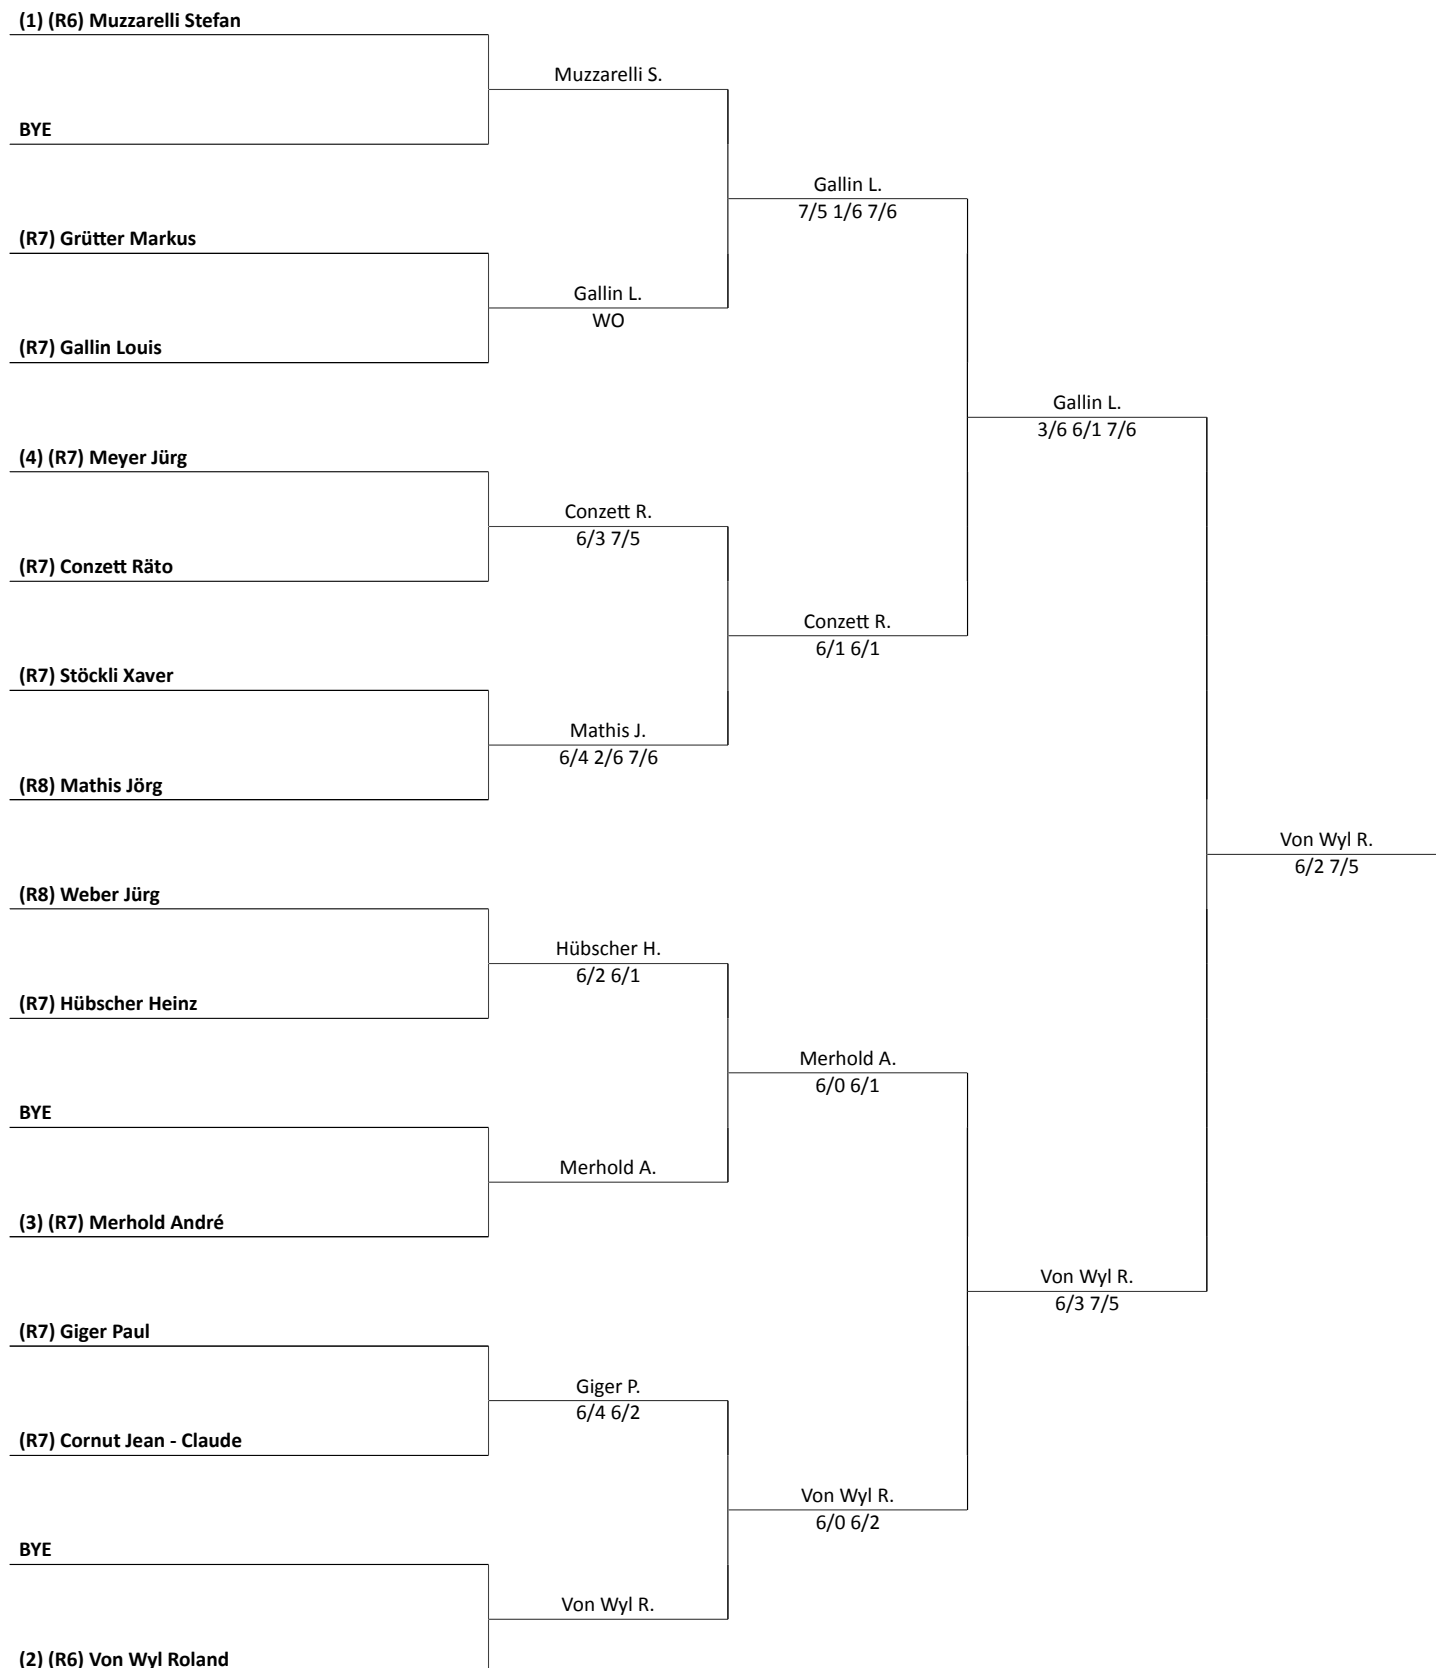 (1) (R6) Muzzarelli Stefan
Muzzarelli S.
BYE
Gallin L.
7/5 1/6 7/6
(R7) Grütter Markus
Gallin L.
WO
(R7) Gallin Louis
Gallin L.
3/6 6/1 7/6
(4) (R7) Meyer Jürg
Conzett R.
6/3 7/5
(R7) Conzett Räto
Conzett R.
6/1 6/1
(R7) Stöckli Xaver
Mathis J.
6/4 2/6 7/6
(R8) Mathis Jörg
Von Wyl R.
6/2 7/5
(R8) Weber Jürg
Hübscher H.
6/2 6/1
(R7) Hübscher Heinz
Merhold A.
6/0 6/1
BYE
Merhold A.
(3) (R7) Merhold André
Von Wyl R.
6/3 7/5
(R7) Giger Paul
Giger P.
6/4 6/2
(R7) Cornut Jean - Claude
Von Wyl R.
6/0 6/2
BYE
Von Wyl R.
(2) (R6) Von Wyl Roland